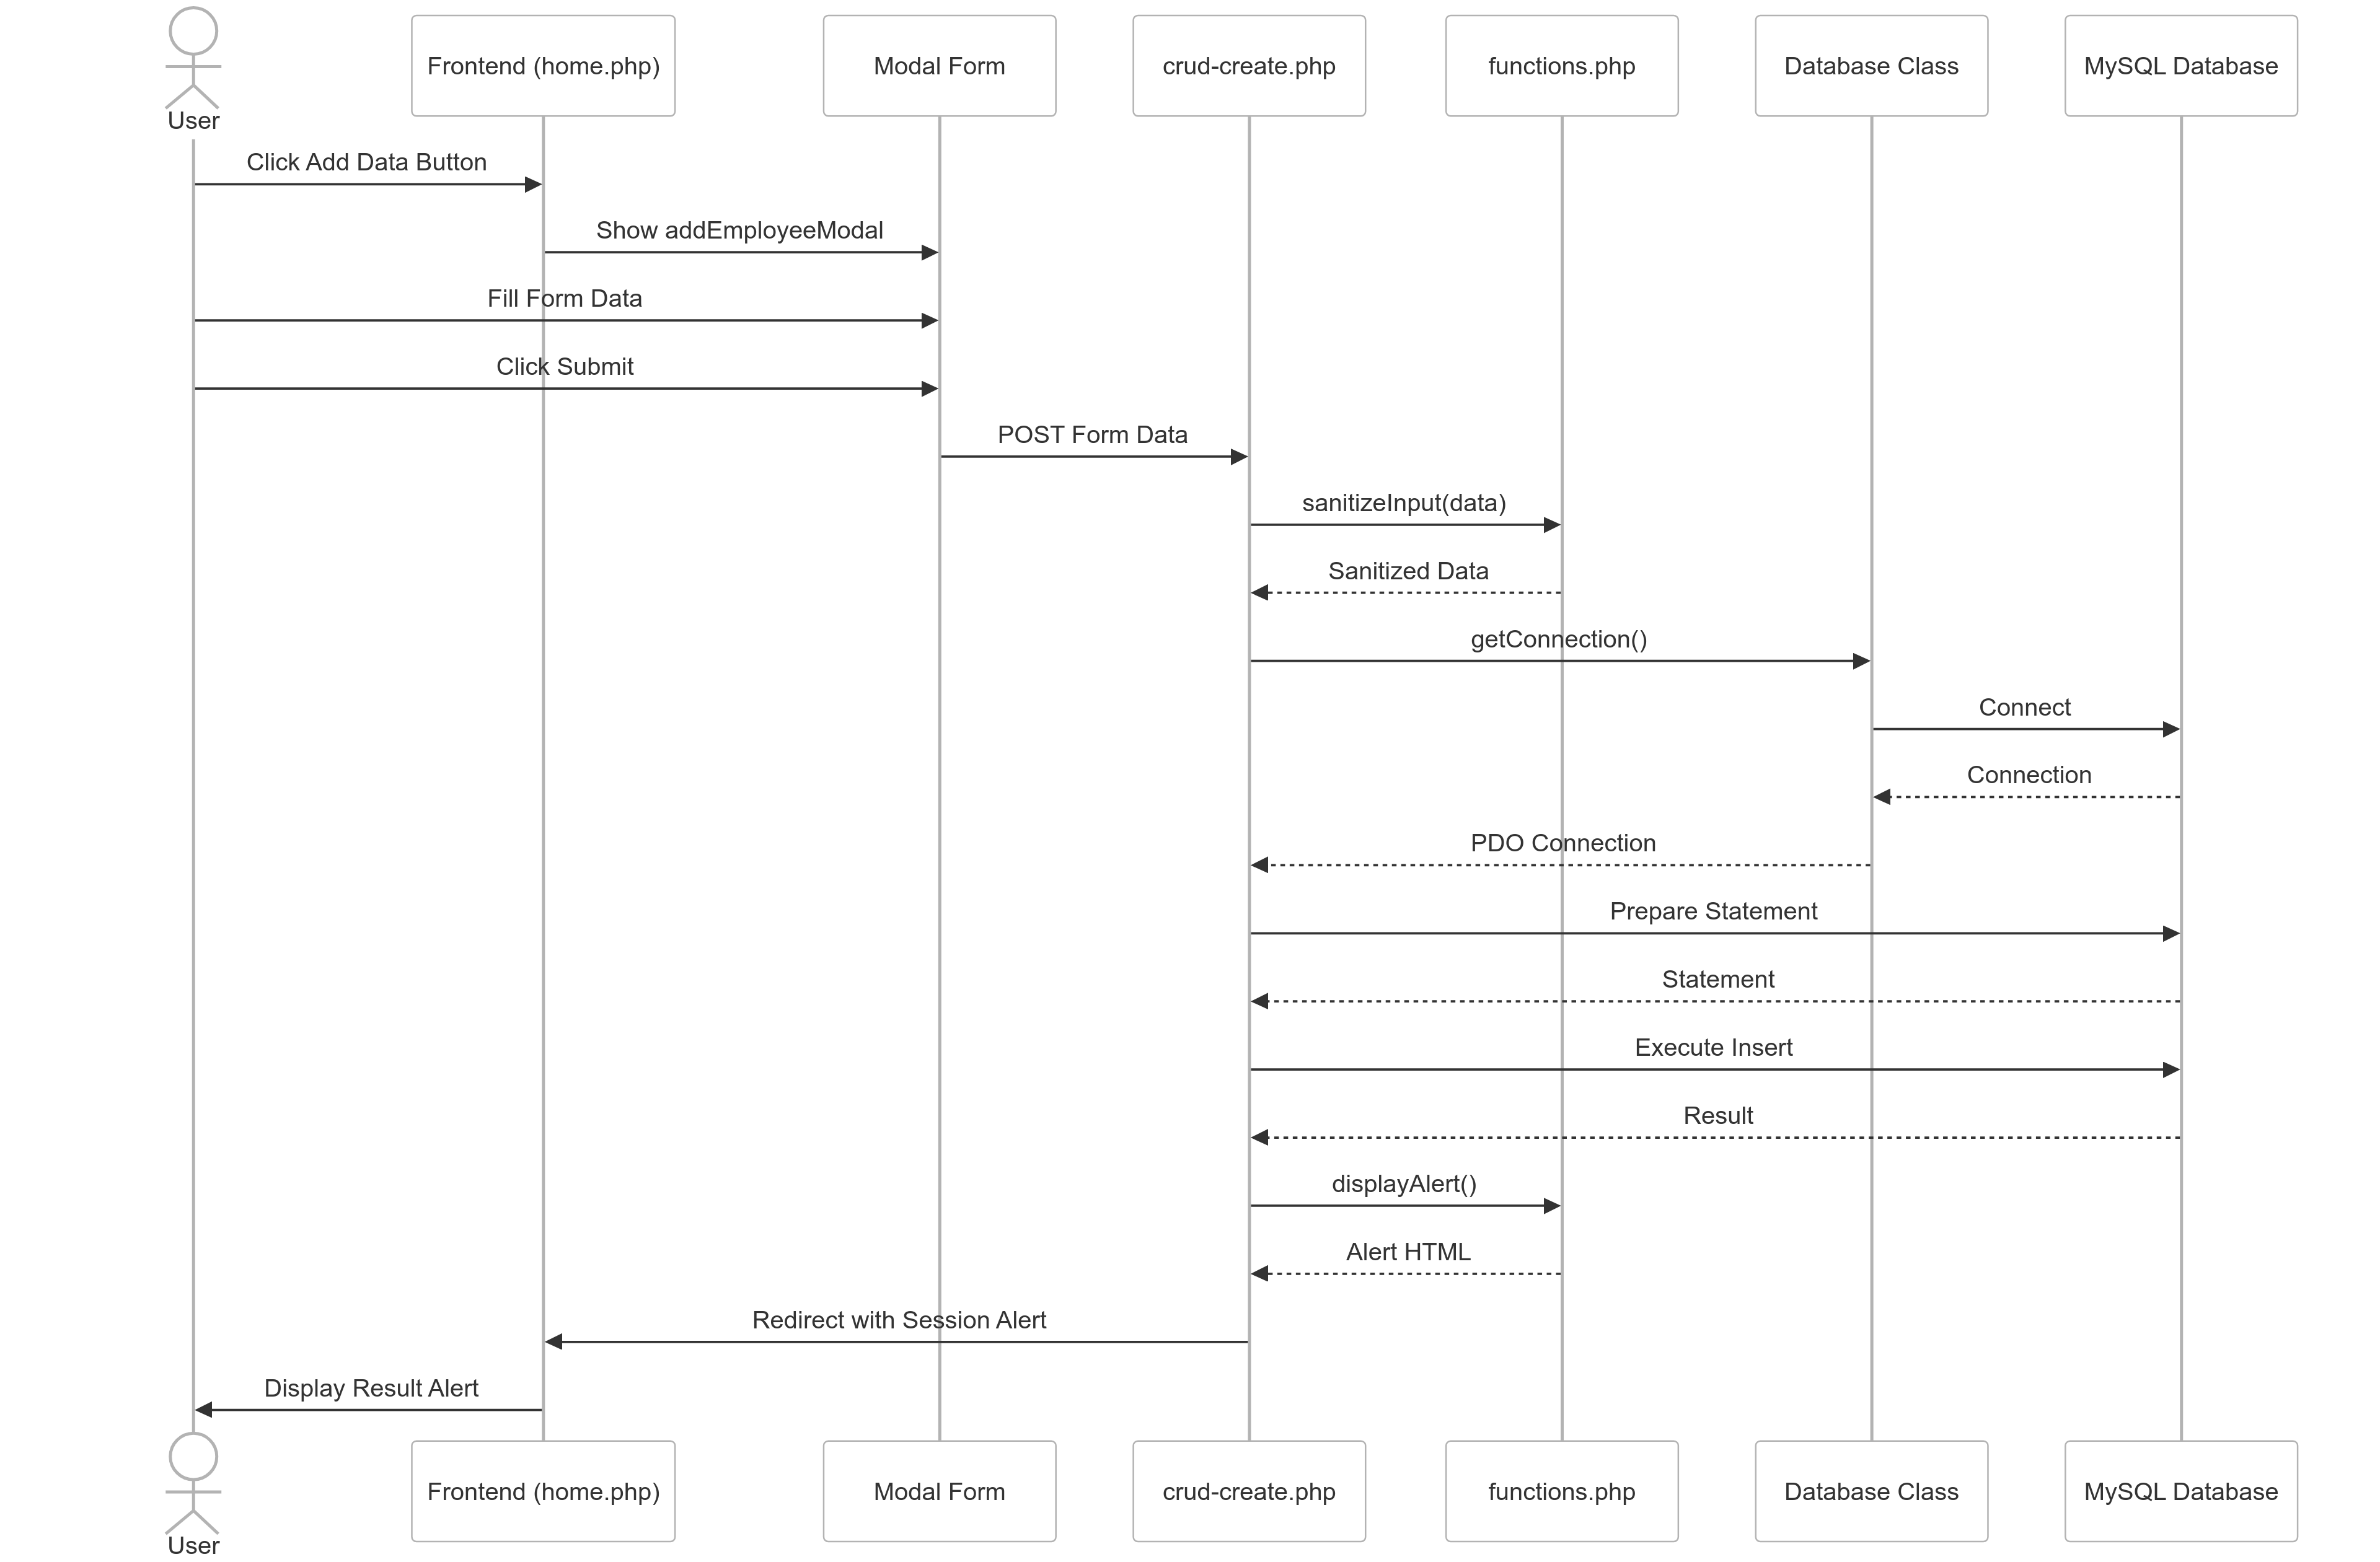 User
Frontend (home.php)
Modal Form
crud-create.php
functions.php
Database Class
MySQL Database
Click Add Data Button
Show addEmployeeModal
Fill Form Data
Click Submit
POST Form Data
sanitizeInput(data)
Sanitized Data
getConnection()
Connect
Connection
PDO Connection
Prepare Statement
Statement
Execute Insert
Result
displayAlert()
Alert HTML
Redirect with Session Alert
Display Result Alert
User
Frontend (home.php)
Modal Form
crud-create.php
functions.php
Database Class
MySQL Database